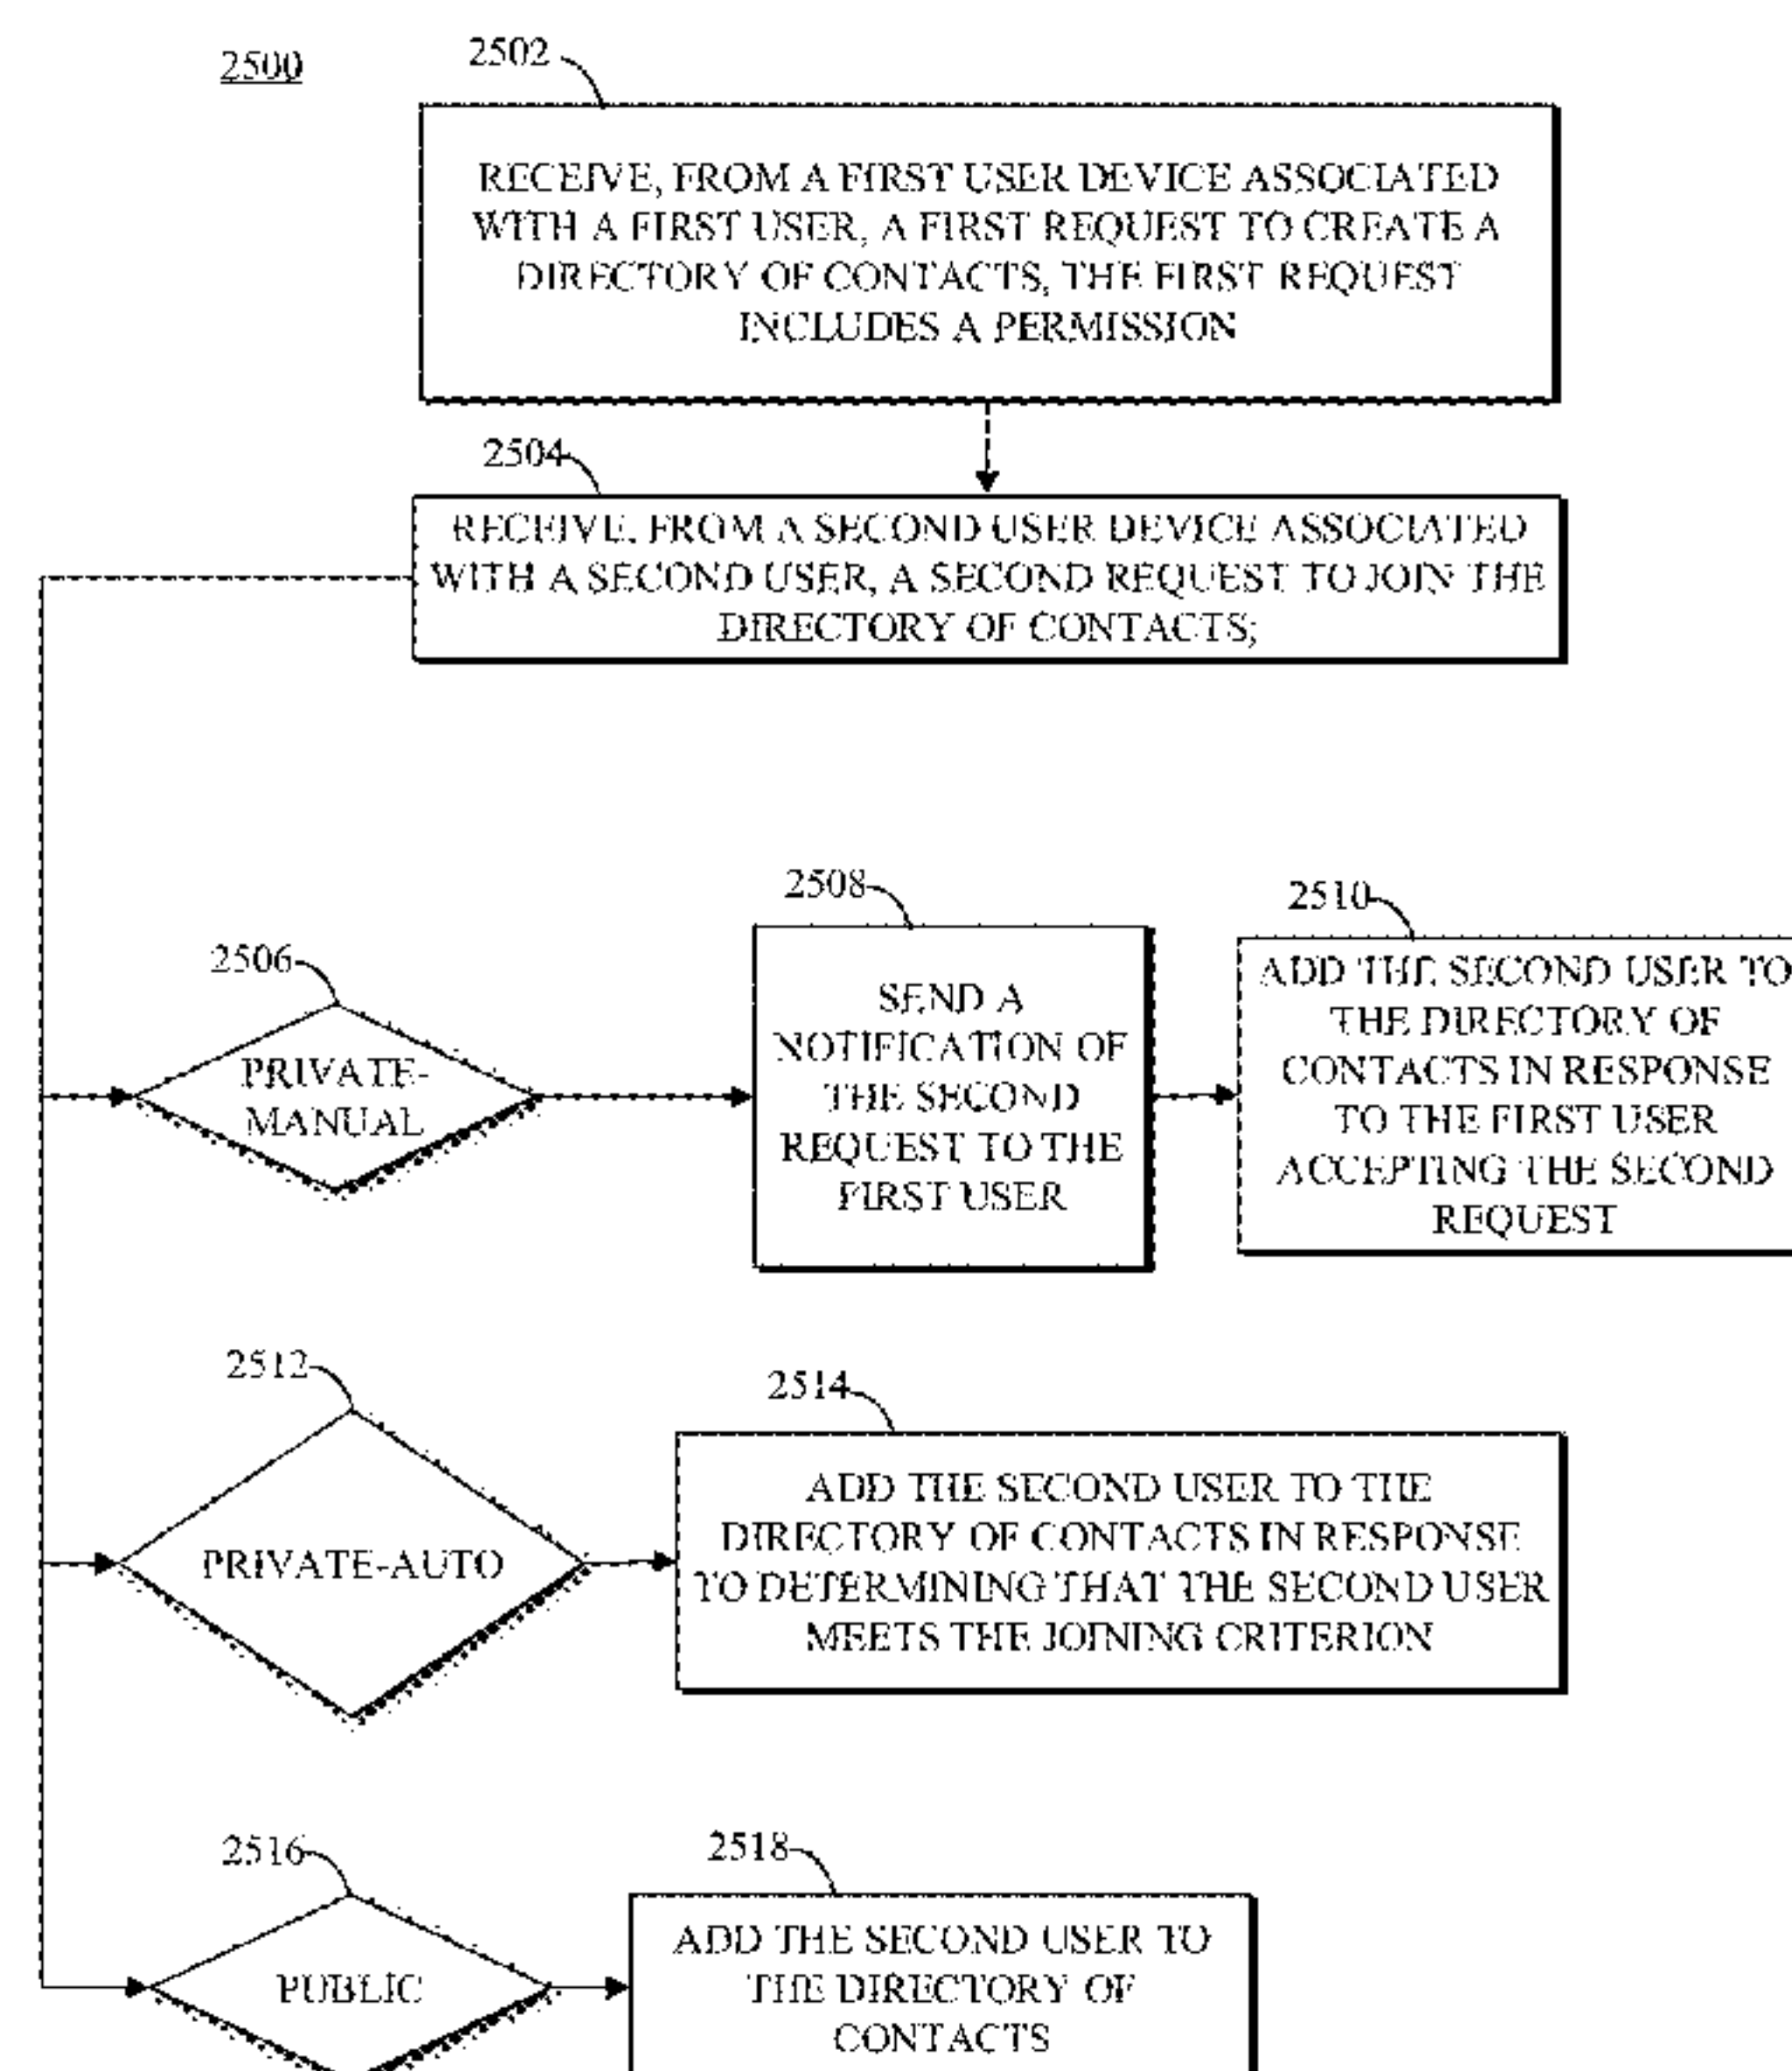 2500
2502
RECEIVE, FROM A FIRST USER DEVICE ASSOCIATED
WITH A FIRST USER, A FIRST REQUEST TO CREATE A
DIRECTORY OF CONTACTS, THE FIRST REQUEST
INCLUDES A PERMISSION
2504
RECEIVE, FROM A SECOND USER DEVICE ASSOCIATED
WITH A SECOND USER, A SECOND REQUEST TO JOIN THE
DIRECTORY OF CONTACTS;
2506
PRIVATE-
MANUAL
2508
SEND A
NOTIFICATION OF
THE SECOND
REQUEST TO THE
FIRST USER
2510
ADD THE SECOND USER TO
THE DIRECTORY OF
CONTACTS IN RESPONSE
TO THE FIRST USER
ACCEPTING THE SECOND
REQUEST
2512
PRIVATE-AUTO
2514
ADD THE SECOND USER TO THE
DIRECTORY OF CONTACTS IN RESPONSE
TO DETERMINING THAT THE SECOND USER
MEETS THE JOINING CRITERION
2516
PUBLIC
2518
ADD THE SECOND USER TO
THE DIRECTORY OF
CONTACTS